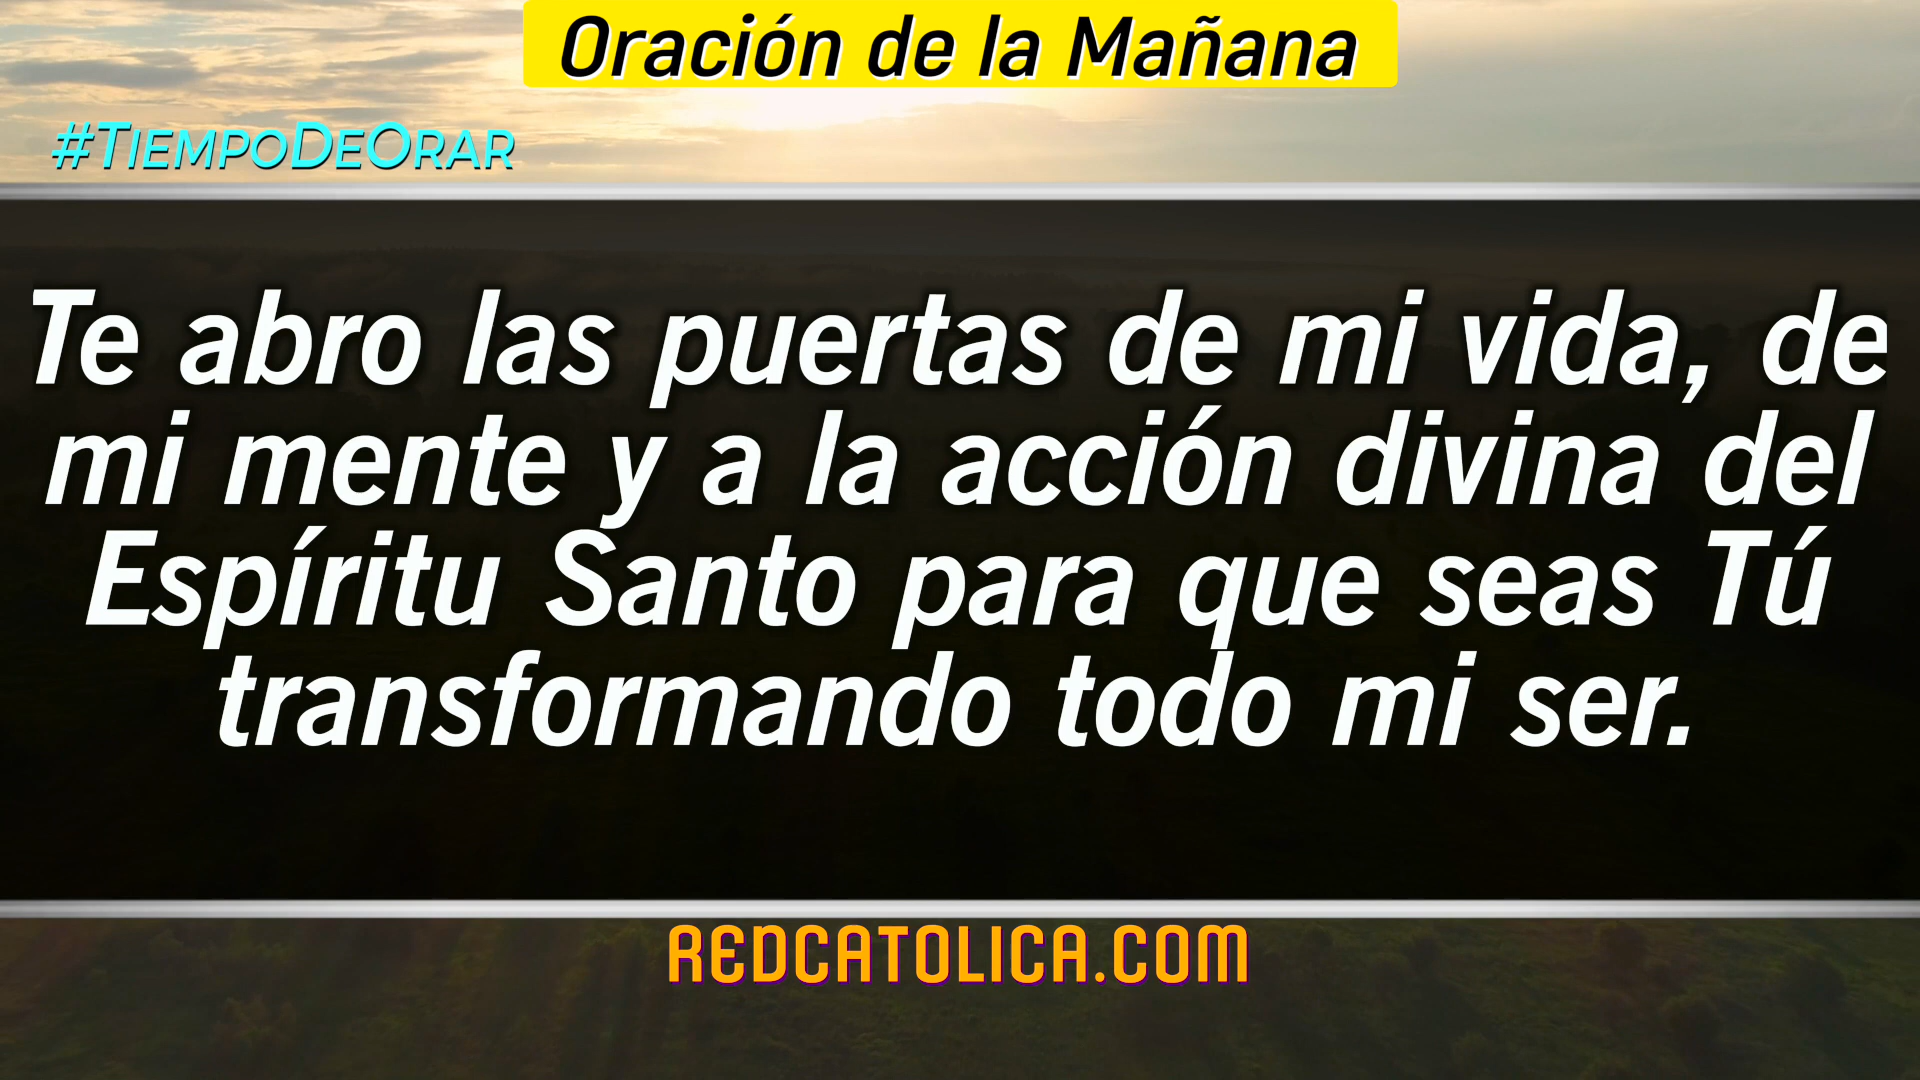 Oración de la Mañana
#TiempoDeOrar
Te abro las puertas de mi vida, de
mi mente y a la acción divina del
Espíritu Santo para que seas Tú
transformando todo mi ser.
REDCATOLICA.COM